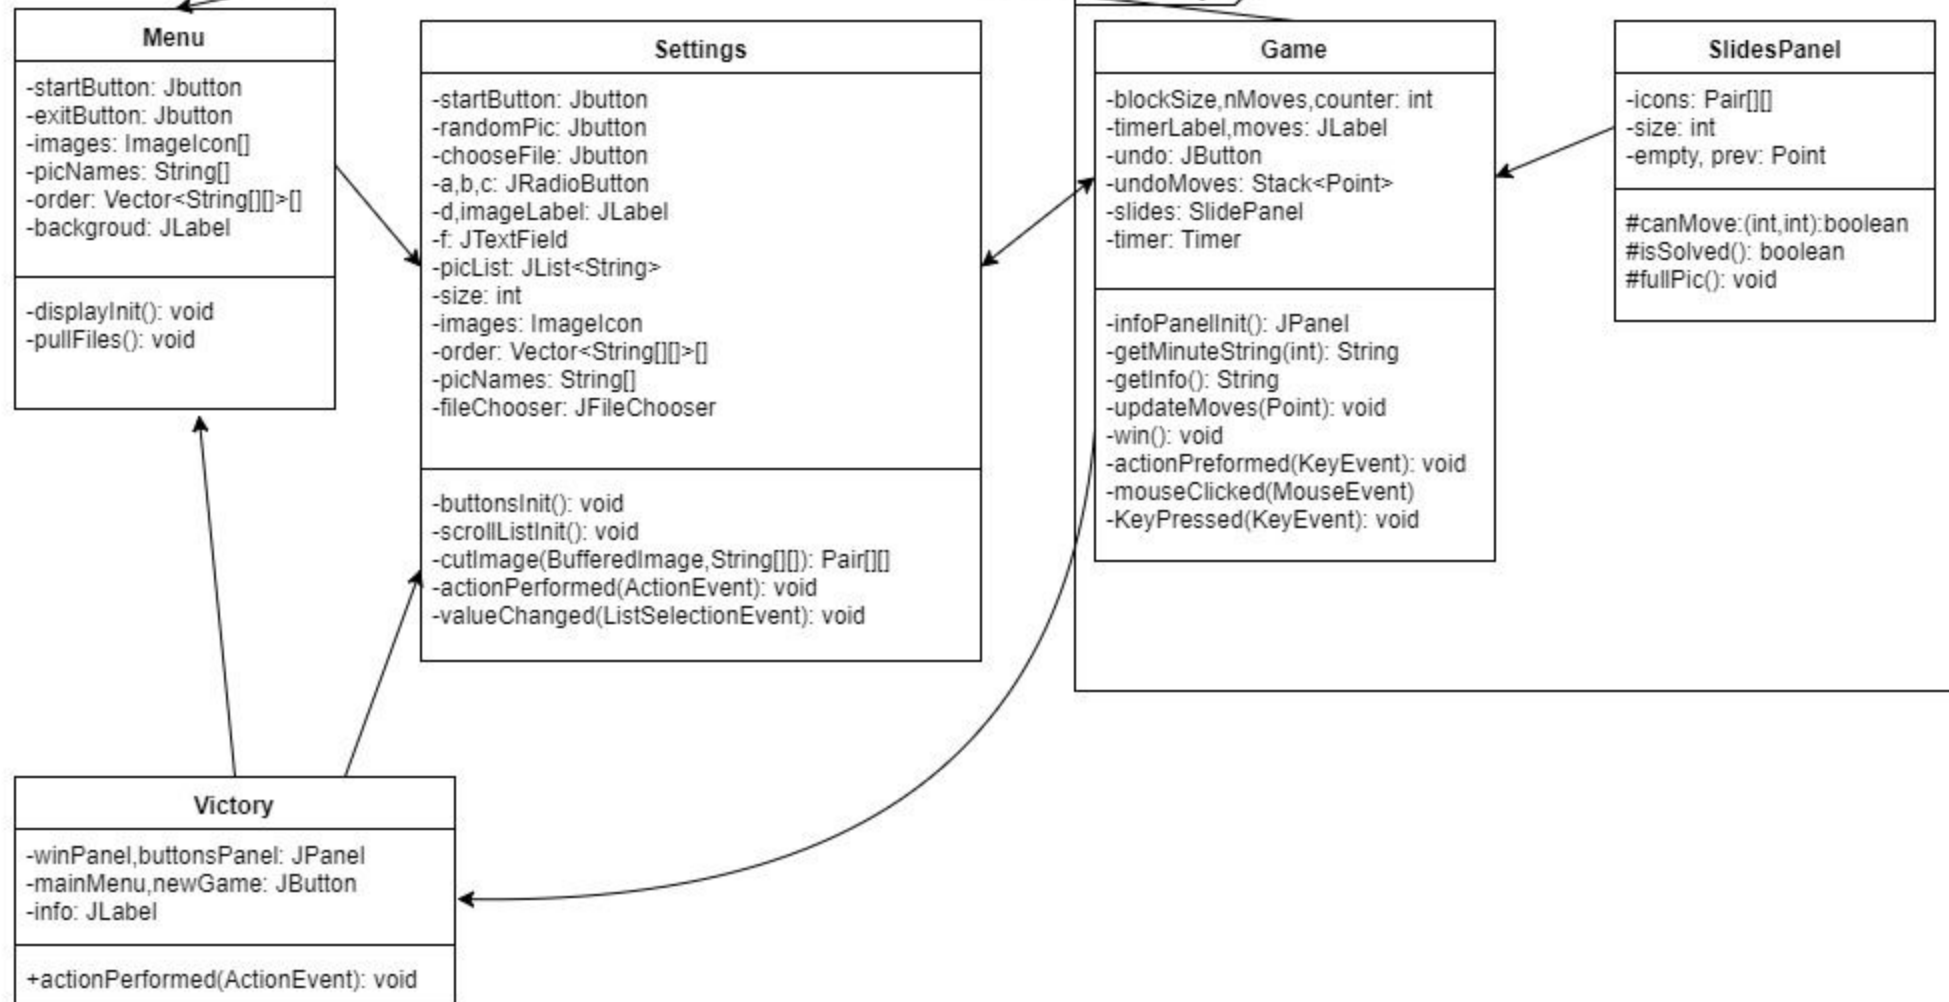 Menu
-startButton: Jbutton
-exitButton: Jbutton
-images: ImageIcon[]
-picNames: String[]
-order: Vector<String[][]>[]
-backgroud: JLabel
-displayInit(): void
-pullFiles(): void
Settings
-startButton: Jbutton
-randomPic: Jbutton
-chooseFile: Jbutton
-a,b,c: JRadioButton
-d,imageLabel: JLabel
-f: JTextField
-picList: JList<String>
-size: int
-images: ImageIcon
-order: Vector<String[][]>[]
-picNames: String[]
-fileChooser: JFileChooser
-buttonsInit(): void
-scrollListInit(): void
-cutImage(BufferedImage,String[][]): Pair[][]
-actionPerformed(ActionEvent): void
-valueChanged(ListSelectionEvent): void
Game
-blockSize,nMoves,counter: int
-timerLabel,moves: JLabel
-undo: JButton
-undoMoves: Stack<Point>
-slides: SlidePanel
-timer: Timer
-infoPanelInit(): JPanel
-getMinuteString(int): String
-getInfo(): String
-updateMoves(Point): void
-win(): void
-actionPreformed(KeyEvent): void
-mouseClicked(MouseEvent)
-KeyPressed(KeyEvent): void
SlidesPanel
-icons: Pair[][]
-size: int
-empty, prev: Point
#canMove:(int,int):boolean
#isSolved(): boolean
#fullPic(): void
Victory
-winPanel,buttonsPanel: JPanel
-mainMenu,newGame: JButton
-info: JLabel
+actionPerformed(ActionEvent): void